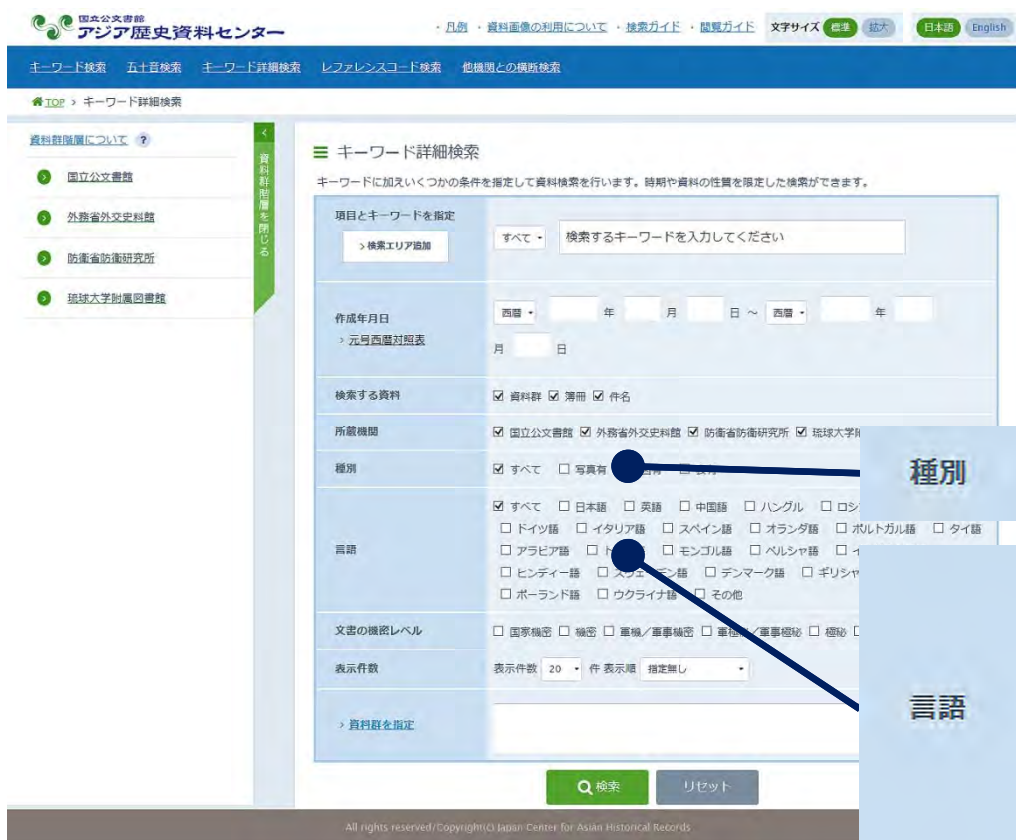 国立公文書館
アジア歴史資料センター
・凡例 ・資料画像の利用について ・検索ガイド ・閲覧ガイド 文字サイズ 標準 拡大 日本語 English
キーワード検索 五十音検索 キーワード詳細検索 レファレンスコード検索 他機関との横断検索
TOP > キーワード詳細検索
資料群階層について ?
国立公文書館
外務省外交史料館
防衛省防衛研究所
琉球大学附属図書館
資料群階層を閉じる
キーワード詳細検索
キーワードに加えいくつかの条件を指定して資料検索を行います。時期や資料の性質を限定した検索ができます。
項目とキーワードを指定
>検索エリア追加
すべて 検索するキーワードを入力してください
作成年月日
> 元号西暦対照表
西暦 年 月 日 ～ 西暦 年
月 日
検索する資料
資料群 簿冊 件名
所蔵機関
国立公文書館 外務省外交史料館 防衛省防衛研究所 琉球大学附
種別
すべて 写真有
種別
言語
すべて 日本語 英語 中国語 ハングル ロシ
ドイツ語 イタリア語 スペイン語 オランダ語 ポルトガル語 タイ語
アラビア語 ト モンゴル語 ペルシャ語 イ
ヒンディー語 スウェーデン語 デンマーク語 ギリシャ
ポーランド語 ウクライナ語 その他
文書の機密レベル
国家機密 機密 軍機／軍事機密 軍極秘／軍事極秘 極秘
表示件数
表示件数 20 件 表示順 指定無し
言語
> 資料群を指定
検索 リセット
All rights reserved/Copyright(C) Japan Center for Asian Historical Records